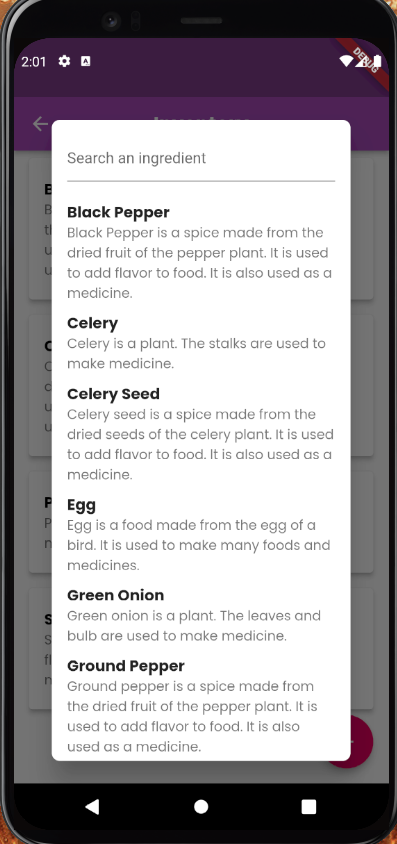 2:01
DEBUG
Search an ingredient
Black Pepper
Black Pepper is a spice made from the
dried fruit of the pepper plant. It is used
to add flavor to food. It is also used as a
medicine.
Celery
Celery is a plant. The stalks are used to
make medicine.
Celery Seed
Celery seed is a spice made from the
dried seeds of the celery plant. It is used
to add flavor to food. It is also used as a
medicine.
Egg
Egg is a food made from the egg of a
bird. It is used to make many foods and
medicines.
Green Onion
Green onion is a plant. The leaves and
bulb are used to make medicine.
Ground Pepper
Ground pepper is a spice made from
the dried fruit of the pepper plant. It is
used to add flavor to food. It is also
used as a medicine.